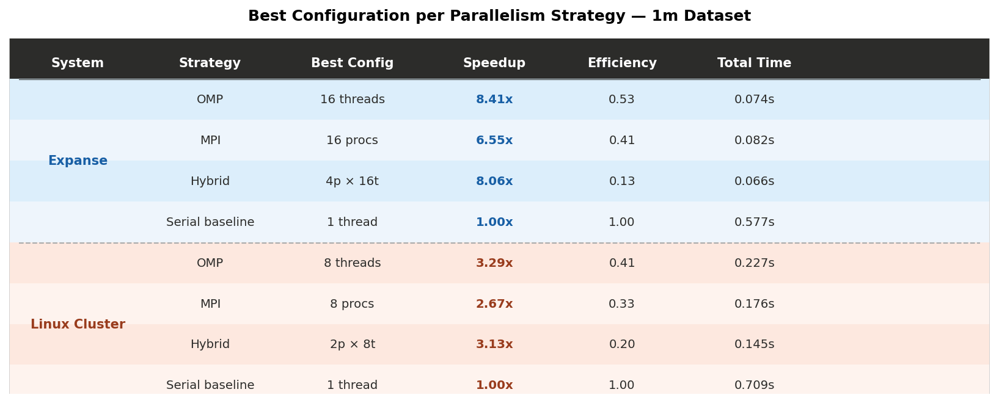 Best Configuration per Parallelism Strategy — 1m Dataset
System Strategy Best Config Speedup Efficiency Total Time
OMP 16 threads 8.41x 0.53 0.074s
MPI 16 procs 6.55x 0.41 0.082s
Expanse
Hybrid 4p × 16t 8.06x 0.13 0.066s
Serial baseline 1 thread 1.00x 1.00 0.577s
OMP 8 threads 3.29x 0.41 0.227s
MPI 8 procs 2.67x 0.33 0.176s
Linux Cluster
Hybrid 2p × 8t 3.13x 0.20 0.145s
Serial baseline 1 thread 1.00x 1.00 0.709s